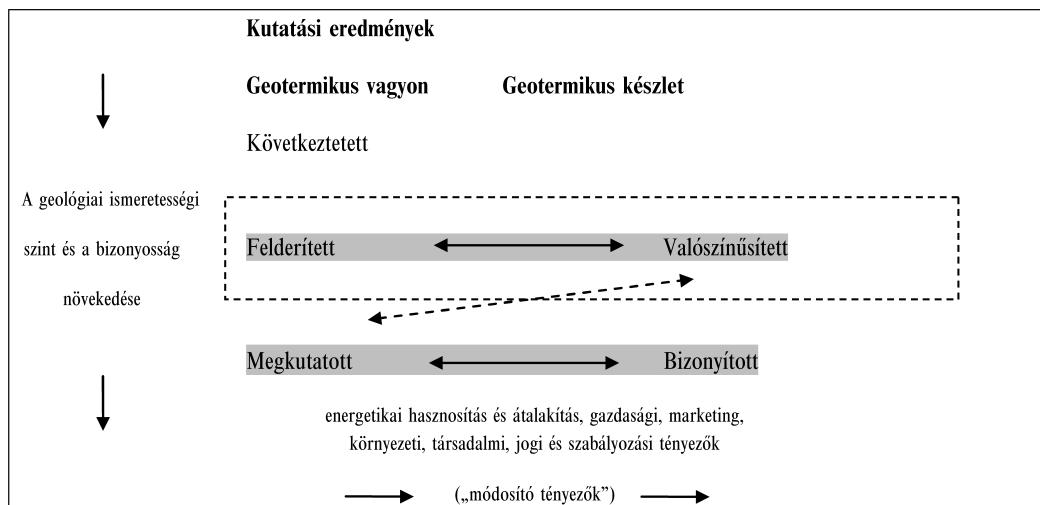 Kutatási eredmények
Geotermikus vagyon Geotermikus készlet
Következtetett
A geológiai ismeretességi
szint és a bizonyosság
növekedése
Felderített Valószínűsített
Megkutatott Bizonyított
energetikai hasznosítás és átalakítás, gazdasági, marketing,
környezeti, társadalmi, jogi és szabályozási tényezők
(„módosító tényezők”)